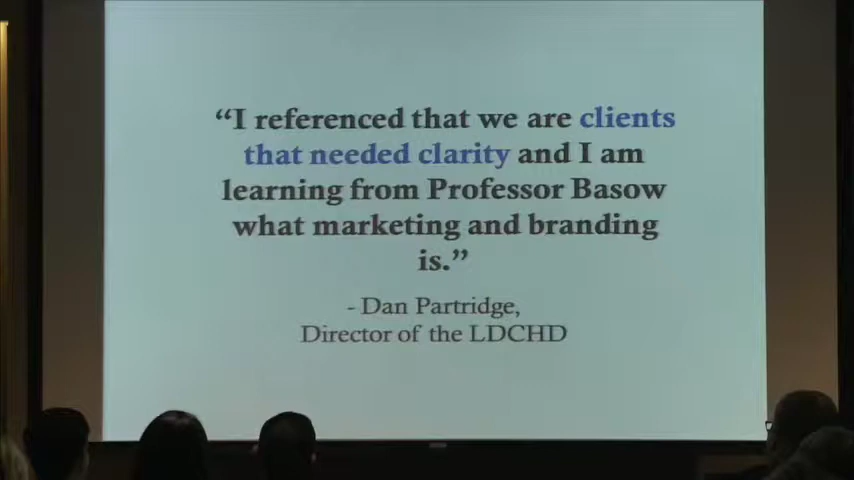 “I referenced that we are clients
that needed clarity and I am
learning from Professor Basow
what marketing and branding
is.”
- Dan Partridge,
Director of the LDCHD